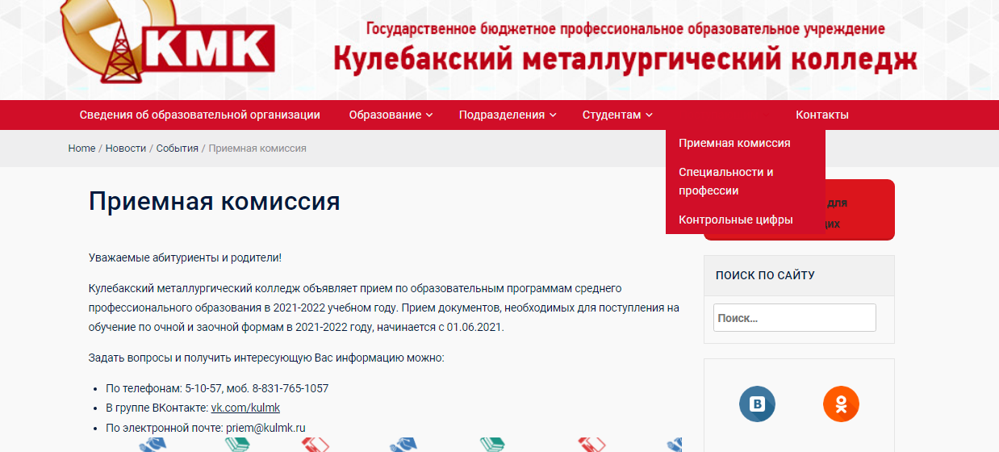 КМК
Государственное бюджетное профессиональное образовательное учреждение
Кулебакский металлургический колледж
Сведения об образовательной организации Образование Подразделения Студентам Контакты
Home / Новости / События / Приемная комиссия
Приемная комиссия
Специальности и
профессии
Контрольные цифры
для
Приемная комиссия
Уважаемые абитуриенты и родители!
Кулебакский металлургический колледж объявляет прием по образовательным программам среднего
профессионального образования в 2021-2022 учебном году. Прием документов, необходимых для поступления на
обучение по очной и заочной формам в 2021-2022 году, начинается с 01.06.2021.
Задать вопросы и получить интересующую Вас информацию можно:
• По телефонам: 5-10-57, моб. 8-831-765-1057
• В группе ВКонтакте: vk.com/kulmk
• По электронной почте: priem@kulmk.ru
ПОИСК ПО САЙТУ
Поиск...